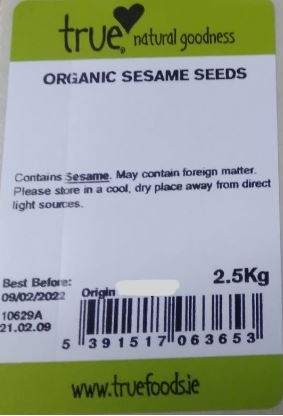 true
natural goodness
ORGANIC SESAME SEEDS
Contains Sesame. May contain foreign matter.
Please store in a cool, dry place away from direct
light sources.
2.5Kg
Best Before:
09/02/2022
Origin
10629A
21.02.09
5 391517 063653
www.truefoods.ie